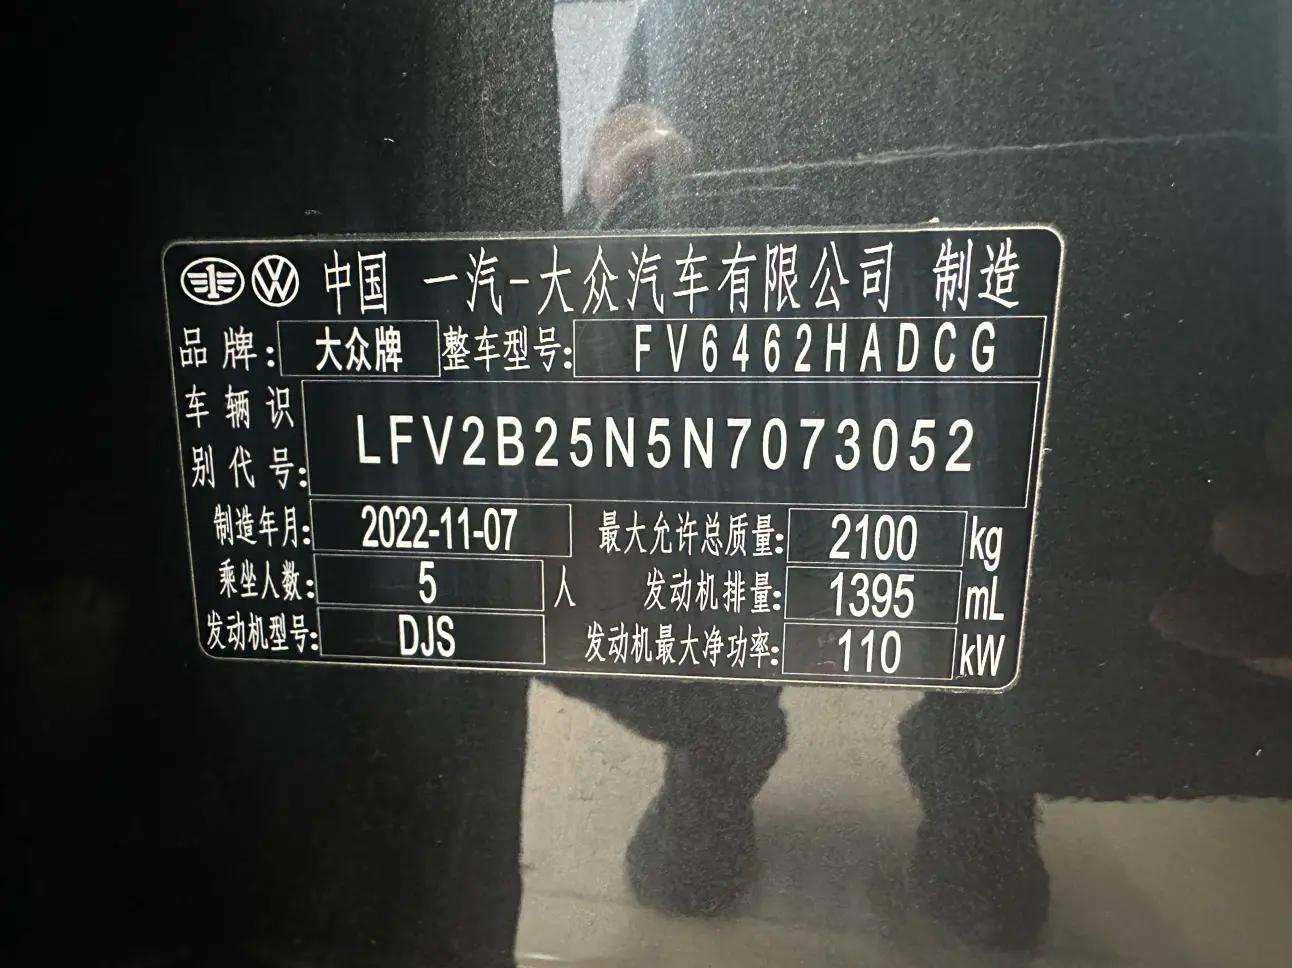 中国 一汽-大众汽车有限公司 制造
品牌: 大众牌 整车型号: FV6462HADCG
车辆识别代号: LFV2B25N5N7073052
制造年月: 2022-11-07 最大允许总质量: 2100 kg
乘坐人数: 5 人 发动机排量: 1395 mL
发动机型号: DJS 发动机最大净功率: 110 kW